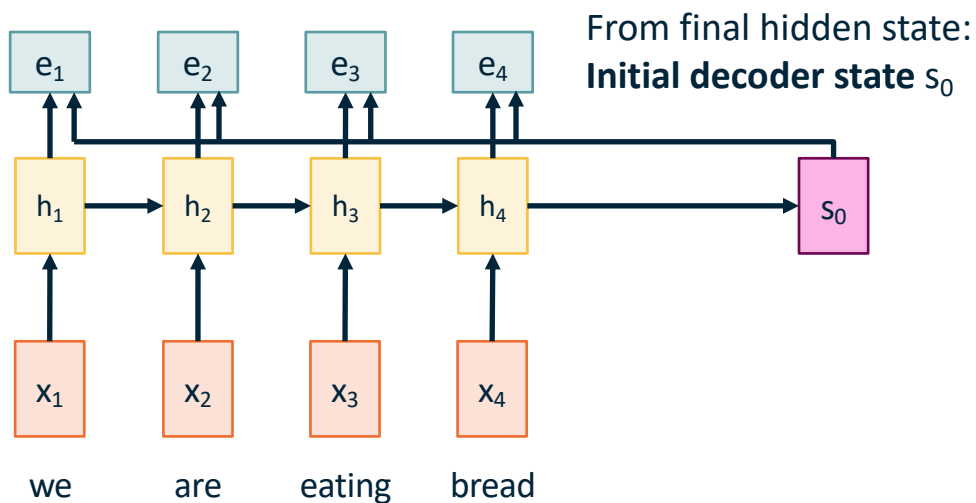 From final hidden state:
Initial decoder state s₀
e₁ e₂ e₃ e₄
h₁ h₂ h₃ h₄ s₀
x₁ x₂ x₃ x₄
we are eating bread